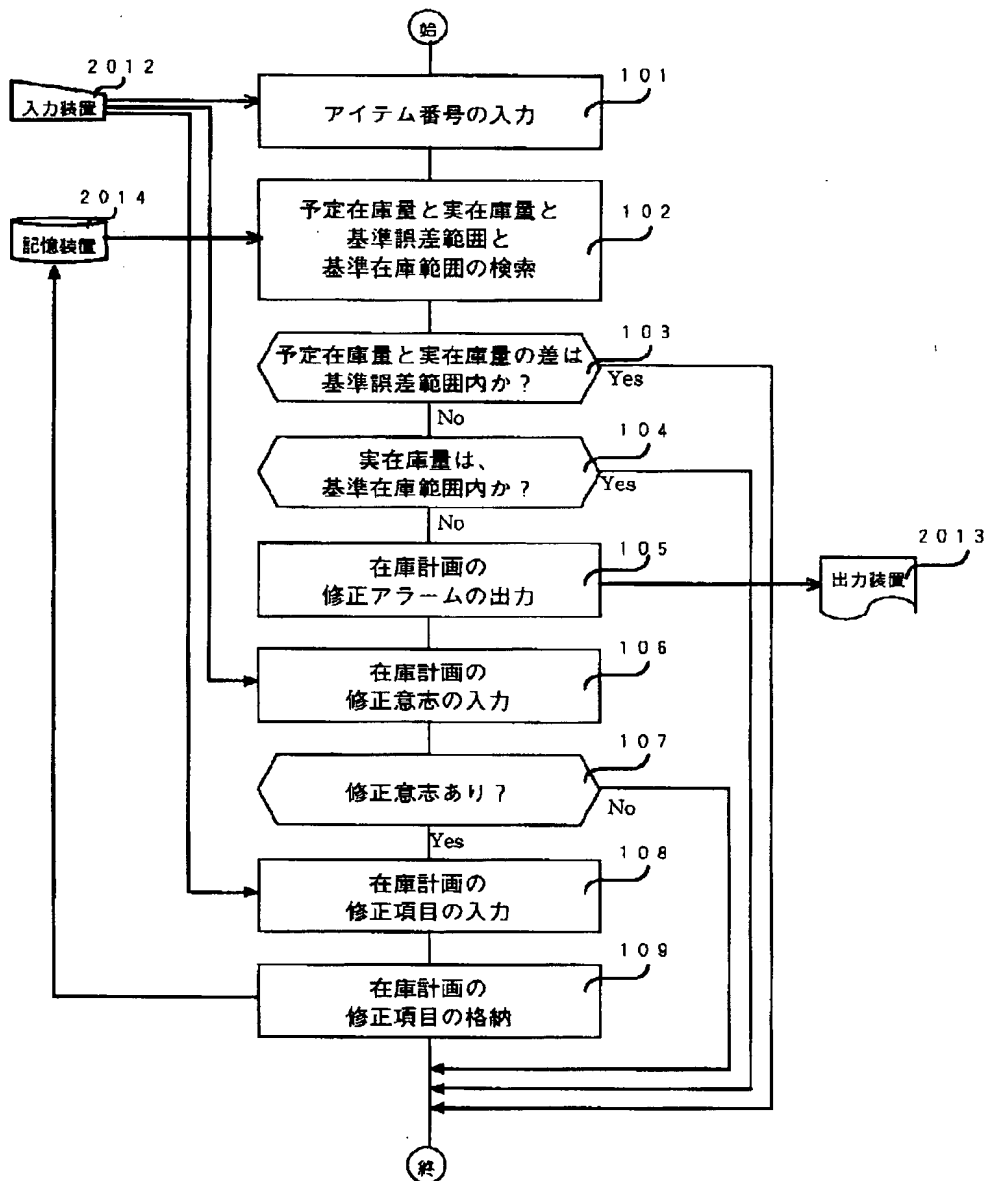 始
2012
入力装置
101
アイテム番号の入力
2014
記憶装置
102
予定在庫量と実在庫量と
基準誤差範囲と
基準在庫範囲の検索
103
予定在庫量と実在庫量の差は
基準誤差範囲内か?
Yes
No
104
実在庫量は、
基準在庫範囲内か?
Yes
No
105
在庫計画の
修正アラームの出力
2013
出力装置
106
在庫計画の
修正意志の入力
107
修正意志あり?
No
Yes
108
在庫計画の
修正項目の入力
109
在庫計画の
修正項目の格納
終